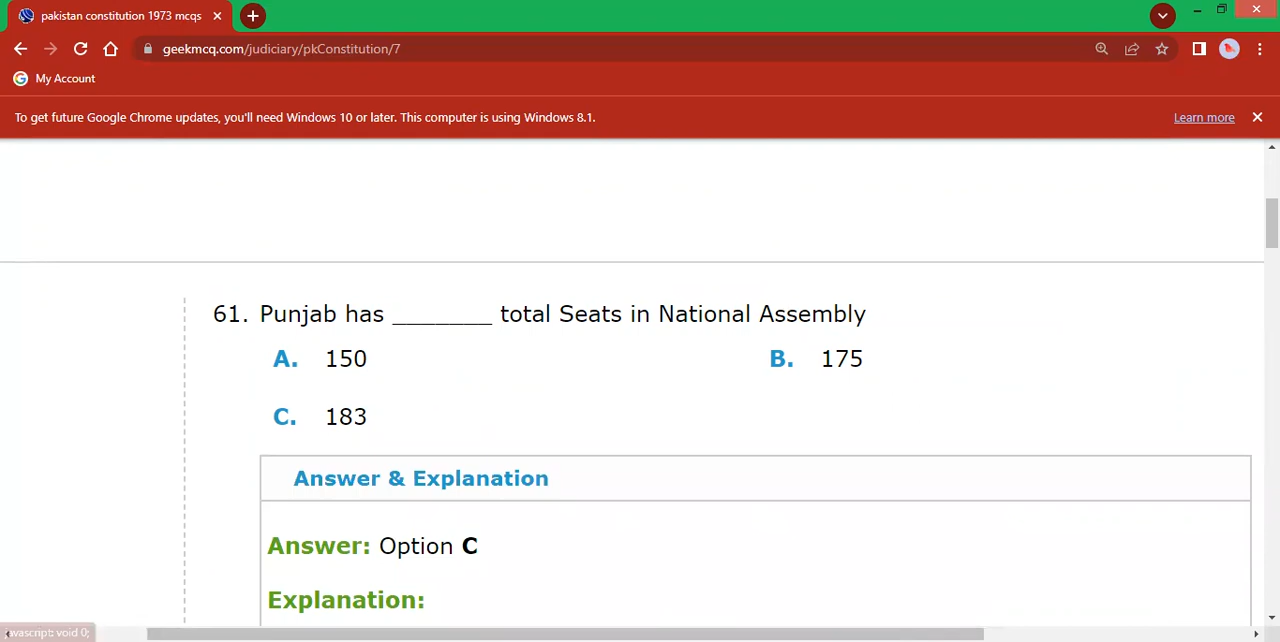 pakistan constitution 1973 mcqs
geekmcq.com/judiciary/pkConstitution/7
My Account
To get future Google Chrome updates, you'll need Windows 10 or later. This computer is using Windows 8.1. Learn more
61. Punjab has _______ total Seats in National Assembly
A. 150 B. 175
C. 183
Answer & Explanation
Answer: Option C
Explanation:
avascript: void 0;